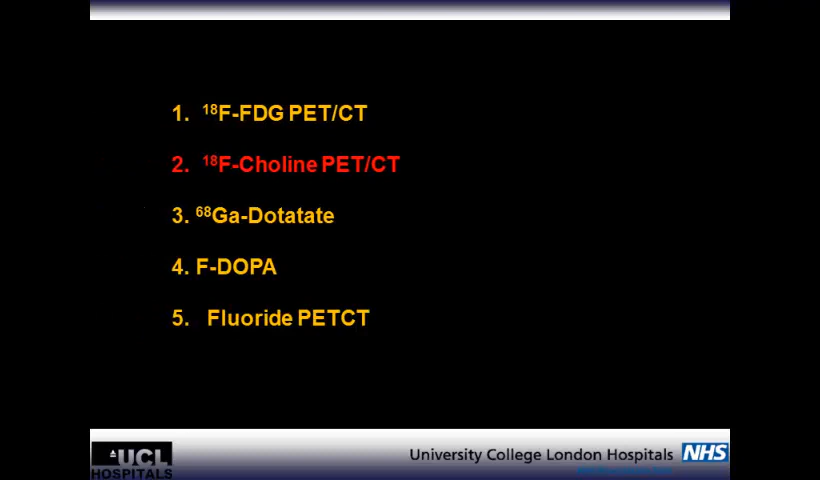 1. ¹⁸F-FDG PET/CT
2. ¹⁸F-Choline PET/CT
3. ⁶⁸Ga-Dotatate
4. F-DOPA
5. Fluoride PETCT
UCL
HOSPITALS
University College London Hospitals NHS